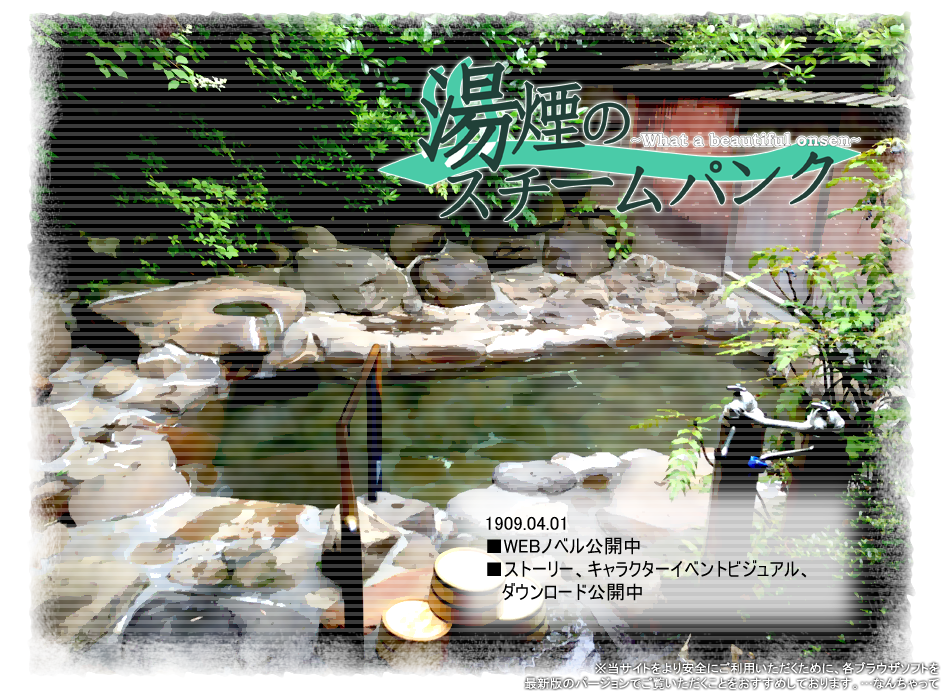 湯煙の
~What a beautiful onsen~
スチームパンク
1909.04.01
■WEBノベル公開中
■ストーリー、キャラクターイベントビジュアル、
ダウンロード公開中
※当サイトをより安全にご利用いただくために、各ブラウザソフトを
最新版のバージョンでご覧いただくことをおすすめしております。…なんちゃって